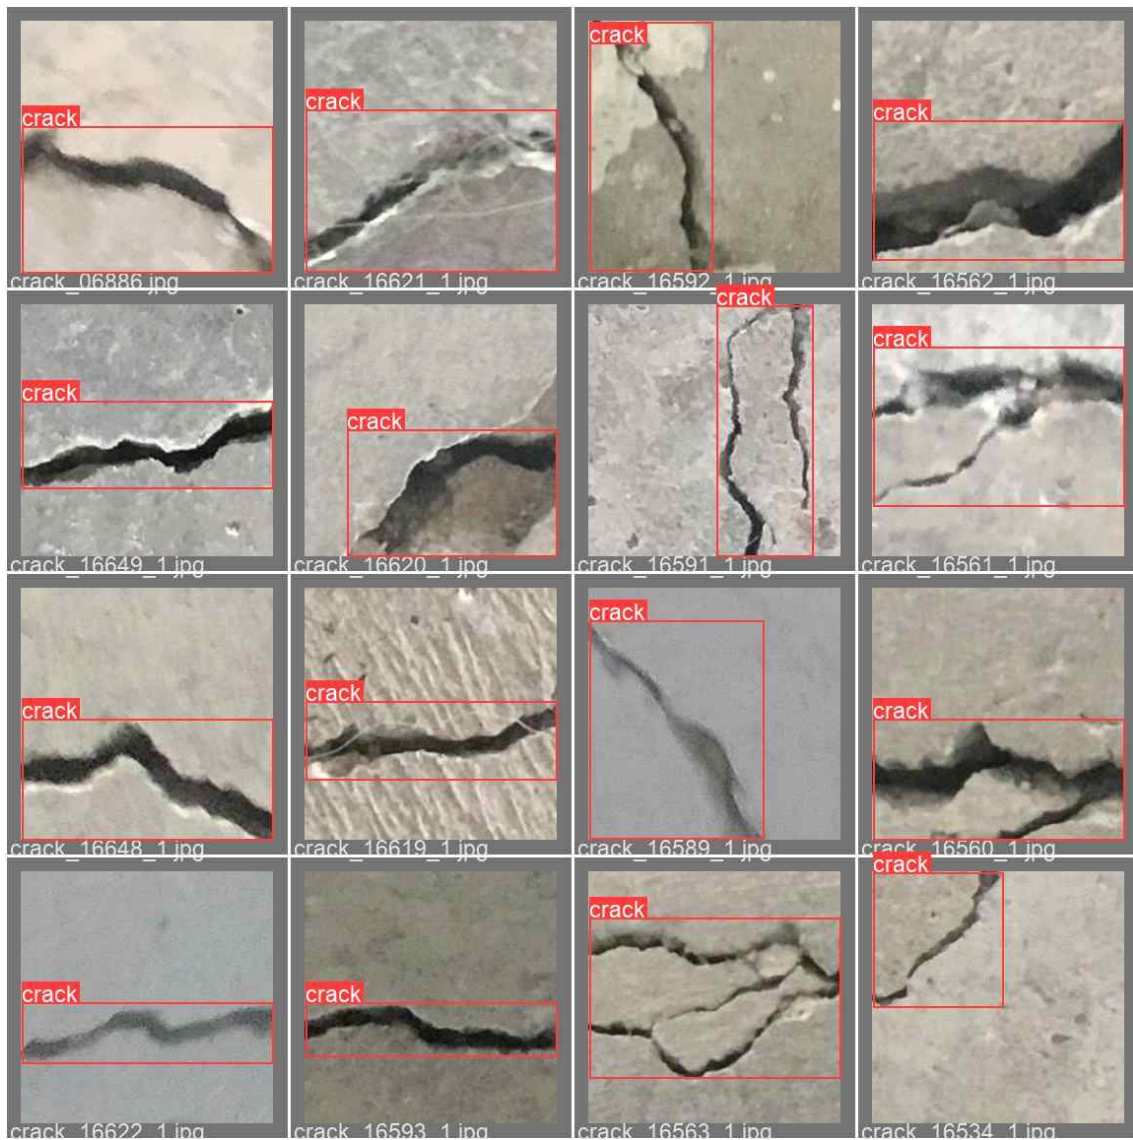 crack
crack_06886.jpg
crack
crack_16621_1.jpg
crack
crack_16592_1.jpg
crack
crack_16562_1.jpg
crack
crack_16649_1.jpg
crack
crack_16620_1.jpg
crack
crack_16591_1.jpg
crack
crack_16561_1.jpg
crack
crack_16648_1.jpg
crack
crack_16619_1.jpg
crack
crack_16589_1.jpg
crack
crack_16560_1.jpg
crack
crack_16622_1.jpg
crack
crack_16593_1.jpg
crack
crack_16563_1.jpg
crack
crack_16534_1.jpg